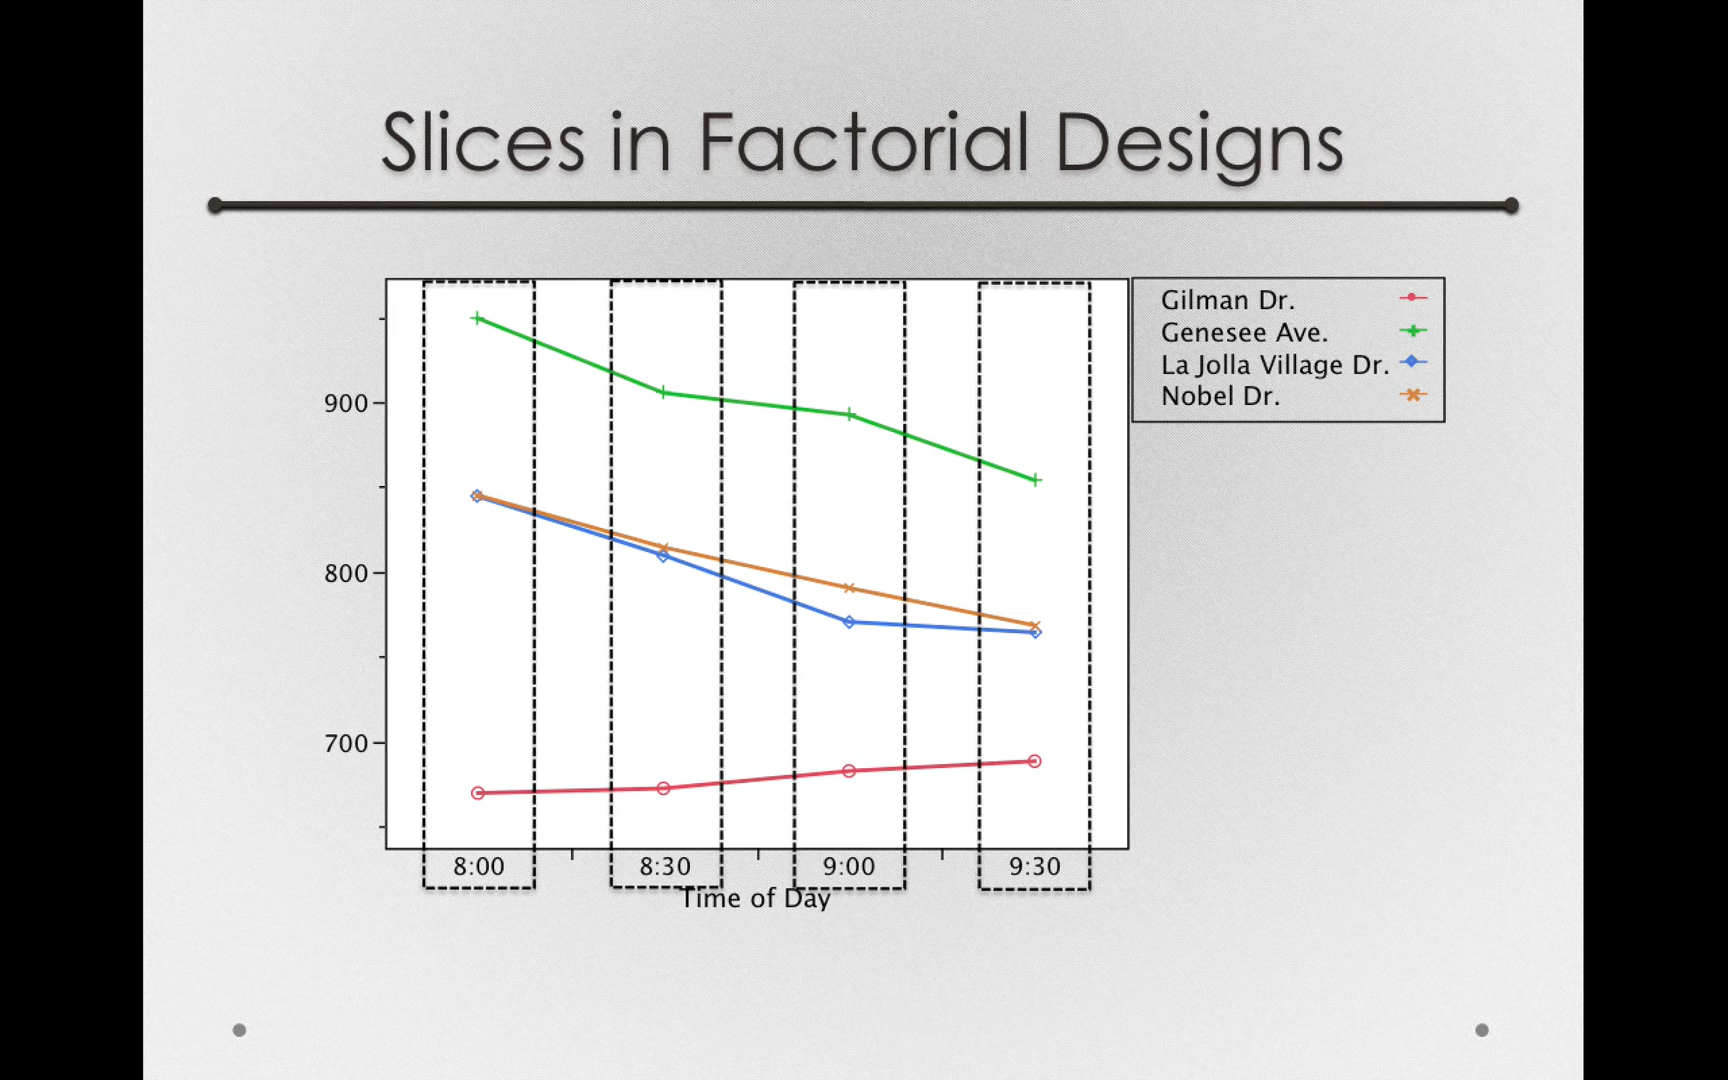 Slices in Factorial Designs
Gilman Dr.
Genesee Ave.
La Jolla Village Dr.
Nobel Dr.
900
800
700
8:00 8:30 9:00 9:30
Time of Day